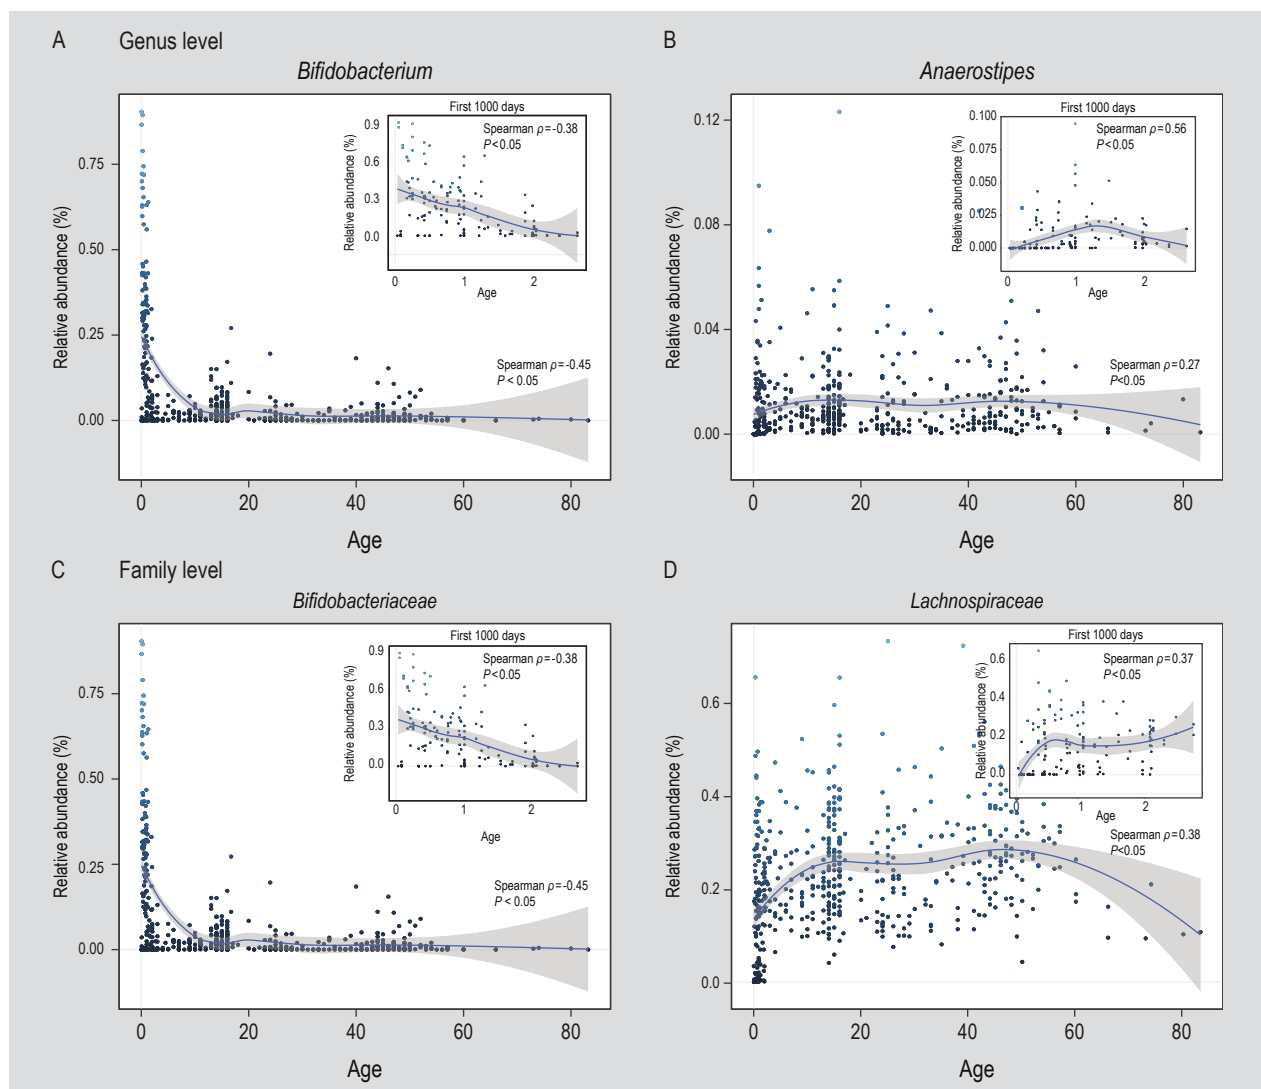 A Genus level
Bifidobacterium
First 1000 days
Spearman ρ=-0.38
P<0.05
Relative abundance (%)
0.9
0.6
0.3
0.0
0 1 2
Age
Spearman ρ=-0.45
P < 0.05
Relative abundance (%)
0.75
0.50
0.25
0.00
0 20 40 60 80
Age
B
Anaerostipes
First 1000 days
Spearman ρ=0.56
P<0.05
Relative abundance (%)
0.100
0.075
0.050
0.025
0.000
0 1 2
Age
Spearman ρ=0.27
P<0.05
Relative abundance (%)
0.12
0.08
0.04
0.00
0 20 40 60 80
Age
C Family level
Bifidobacteriaceae
First 1000 days
Spearman ρ=-0.38
P<0.05
Relative abundance (%)
0.9
0.6
0.3
0.0
0 1 2
Age
Spearman ρ=-0.45
P < 0.05
Relative abundance (%)
0.75
0.50
0.25
0.00
0 20 40 60 80
Age
D
Lachnospiraceae
First 1000 days
Spearman ρ=0.37
P<0.05
Relative abundance (%)
0.6
0.4
0.2
0.0
0 1 2
Age
Spearman ρ=0.38
P<0.05
Relative abundance (%)
0.6
0.4
0.2
0.0
0 20 40 60 80
Age